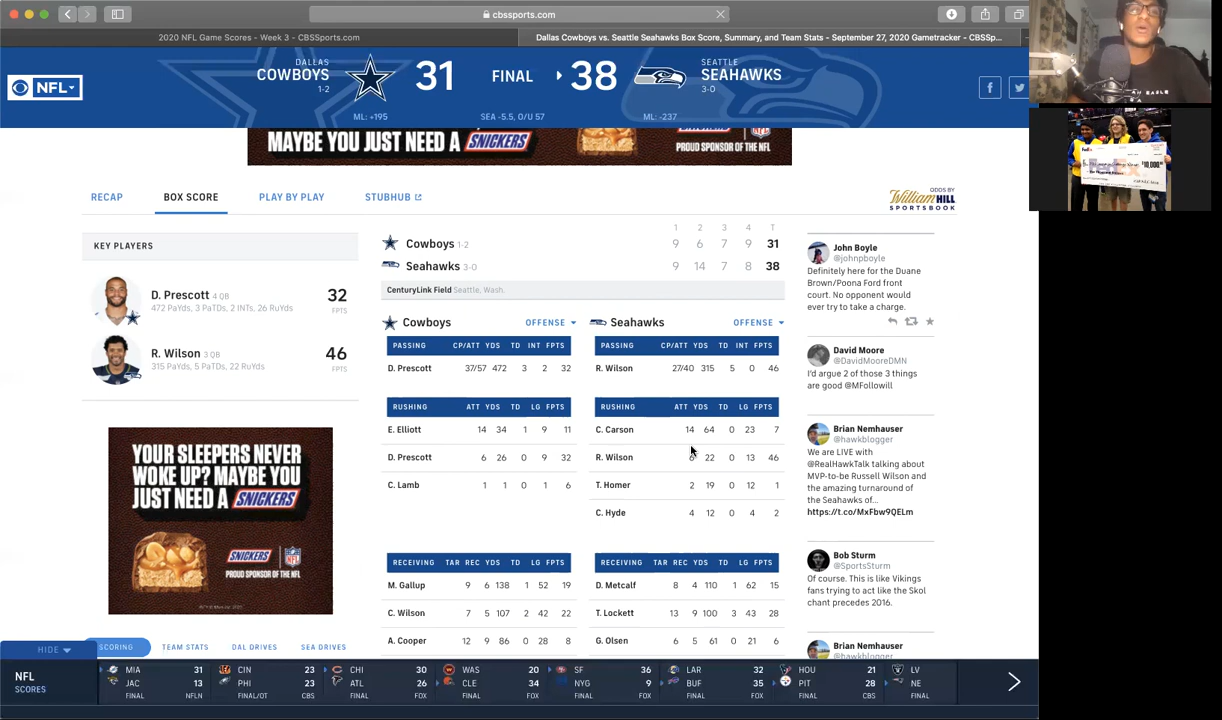 cbssports.com
2020 NFL Game Scores - Week 3 - CBSSports.com
Dallas Cowboys vs. Seattle Seahawks Box Score, Summary, and Team Stats - September 27, 2020 Gametracker - CBSSp...
NFL
DALLAS
COWBOYS
1-2
31
FINAL
38
SEATTLE
SEAHAWKS
3-0
ML: +195
SEA -5.5, O/U 57
ML: -237
MAYBE YOU JUST NEED A SNICKERS
PROUD SPONSOR OF THE NFL
RECAP
BOX SCORE
PLAY BY PLAY
STUBHUB
ODDS BY
William HILL
SPORTSBOOK
KEY PLAYERS
D. Prescott 4 QB
472 PaYds, 3 PaTDs, 2 INTs, 26 RuYds
32
FPTS
R. Wilson 3 QB
315 PaYds, 5 PaTDs, 22 RuYds
46
FPTS
1 2 3 4 T
Cowboys 1-2 9 6 7 9 31
Seahawks 3-0 9 14 7 8 38
CenturyLink Field Seattle, Wash.
Cowboys OFFENSE
PASSING CP/ATT YDS TD INT FPTS
D. Prescott 37/57 472 3 2 32
RUSHING ATT YDS TD LG FPTS
E. Elliott 14 34 1 9 11
D. Prescott 6 26 0 9 32
C. Lamb 1 1 0 1 6
RECEIVING TAR REC YDS TD LG FPTS
M. Gallup 9 6 138 1 52 19
C. Wilson 7 5 107 2 42 22
A. Cooper 12 9 86 0 28 8
Seahawks OFFENSE
PASSING CP/ATT YDS TD INT FPTS
R. Wilson 27/40 315 5 0 46
RUSHING ATT YDS TD LG FPTS
C. Carson 14 64 0 23 7
R. Wilson 6 22 0 13 46
T. Homer 2 19 0 12 1
C. Hyde 4 12 0 4 2
RECEIVING TAR REC YDS TD LG FPTS
D. Metcalf 8 4 110 1 62 15
T. Lockett 13 9 100 3 43 28
G. Olsen 6 5 61 0 21 6
John Boyle
@johnpboyle
Definitely here for the Duane
Brown/Poona Ford front
court. No opponent would
ever try to take a charge.
David Moore
@DavidMooreDMN
I'd argue 2 of those 3 things
are good @MFollowill
Brian Nemhauser
@hawkblogger
We are LIVE with
@RealHawkTalk talking about
MVP-to-be Russell Wilson and
the amazing turnaround of
the Seahawks of...
https://t.co/MxFbw9QELm
Bob Sturm
@SportsSturm
Of course. This is like Vikings
fans trying to act like the Skol
chant precedes 2016.
Brian Nemhauser
@hawkblogger
YOUR SLEEPERS
NEVER
WOKE UP? MAYBE
YOU JUST NEED A
SNICKERS
SNICKERS
PROUD SPONSOR OF THE NFL
SCORING
TEAM STATS
DAL DRIVES
SEA DRIVES
HIDE
NFL
SCORES
MIA 31
JAC 13
FINAL NFLN
CIN 23
PHI 23
FINAL/OT CBS
CHI 30
ATL 26
FINAL FOX
WAS 20
CLE 34
FINAL FOX
SF 36
NYG 9
FINAL FOX
LAR 32
BUF 35
FINAL FOX
HOU 21
PIT 28
FINAL CBS
LV
NE
FINAL
FedEx
10,000